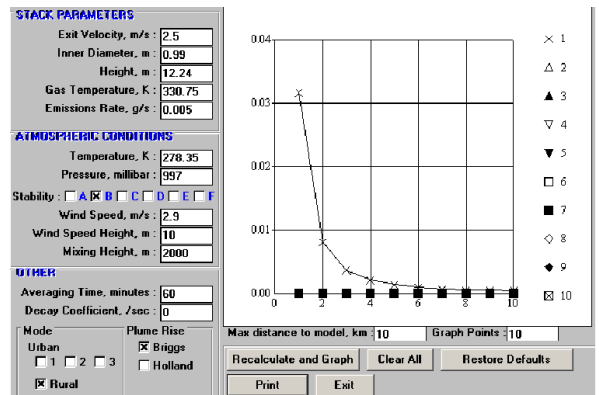 STACK PARAMETERS
Exit Velocity, m/s : 2.5
Inner Diameter, m : 0.99
Height, m : 12.24
Gas Temperature, K : 330.75
Emissions Rate, g/s : 0.005
ATMOSPHERIC CONDITIONS
Temperature, K : 278.35
Pressure, millibar : 997
Stability : A B C D E F
Wind Speed, m/s : 2.9
Wind Speed Height, m : 10
Mixing Height, m : 2000
OTHER
Averaging Time, minutes : 60
Decay Coefficient, /sec : 0
Mode
Urban
1 2 3
Rural
Plume Rise
Briggs
Holland
0.04
0.03
0.02
0.01
0.00
0 2 4 6 8 10
1
2
3
4
5
6
7
8
9
10
Max distance to model, km : 10 Graph Points : 10
Recalculate and Graph Clear All Restore Defaults
Print Exit